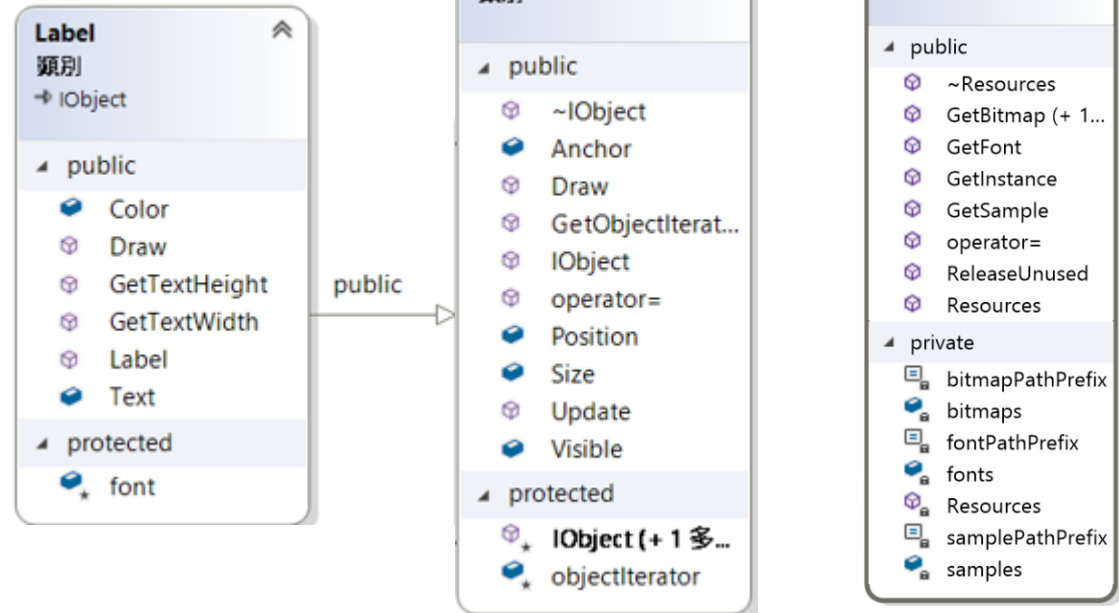 Label
類別
IObject
public
Color
Draw
GetTextHeight
GetTextWidth
Label
Text
protected
font
public
public
~IObject
Anchor
Draw
GetObjectIterat...
IObject
operator=
Position
Size
Update
Visible
protected
IObject (+ 1 多...
objectIterator
public
~Resources
GetBitmap (+ 1...
GetFont
GetInstance
GetSample
operator=
ReleaseUnused
Resources
private
bitmapPathPrefix
bitmaps
fontPathPrefix
fonts
Resources
samplePathPrefix
samples